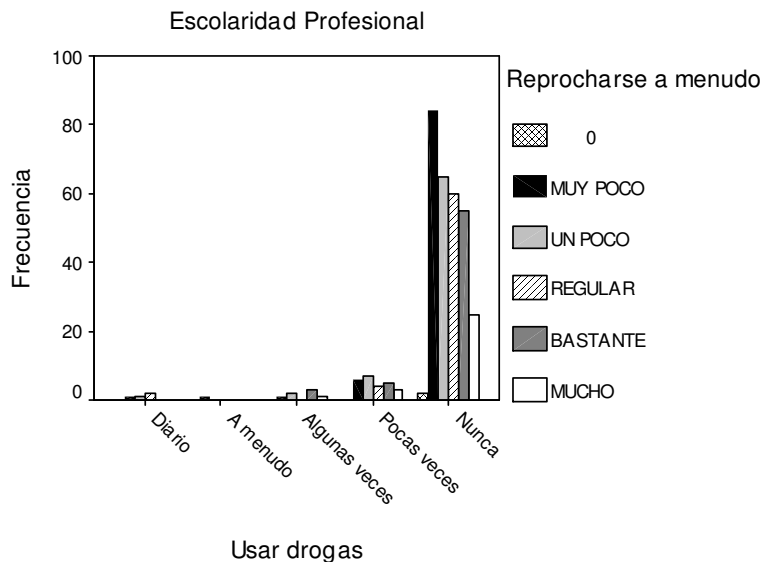 Escolaridad Profesional
100
80
60
40
20
0
Frecuencia
Diario
A menudo
Algunas veces
Pocas veces
Nunca
Usar drogas
Reprocharse a menudo
0
MUY POCO
UN POCO
REGULAR
BASTANTE
MUCHO